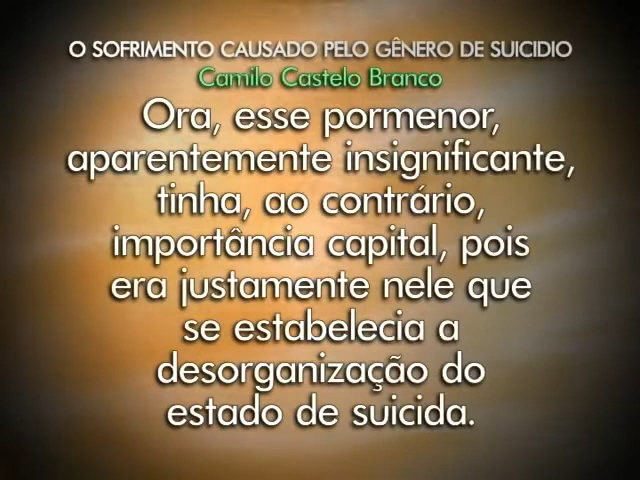 O SOFRIMENTO CAUSADO PELO GÊNERO DE SUICIDIO
Camilo Castelo Branco
Ora, esse pormenor,
aparentemente insignificante,
tinha, ao contrário,
importância capital, pois
era justamente nele que
se estabelecia a
desorganização do
estado de suicida.